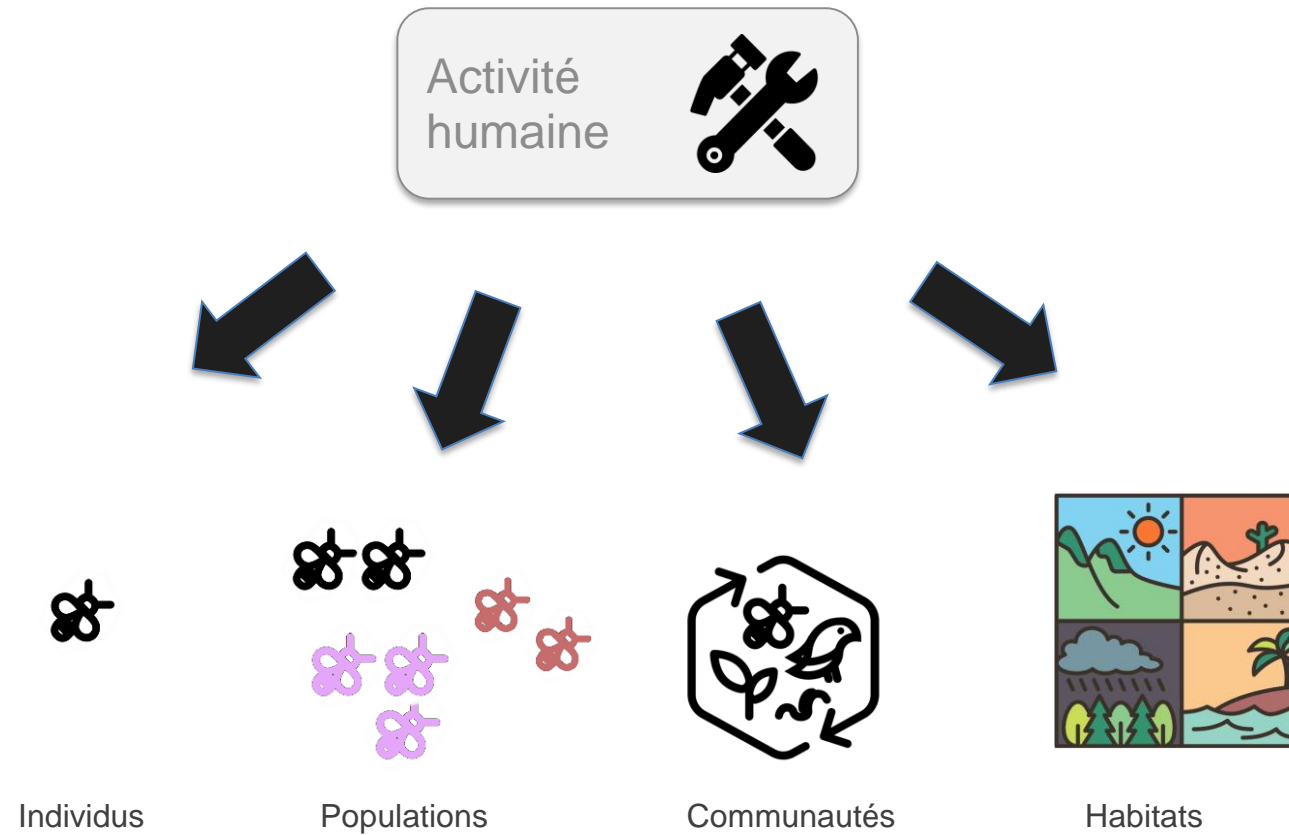 Activité
humaine
Individus
Populations
Communautés
Habitats